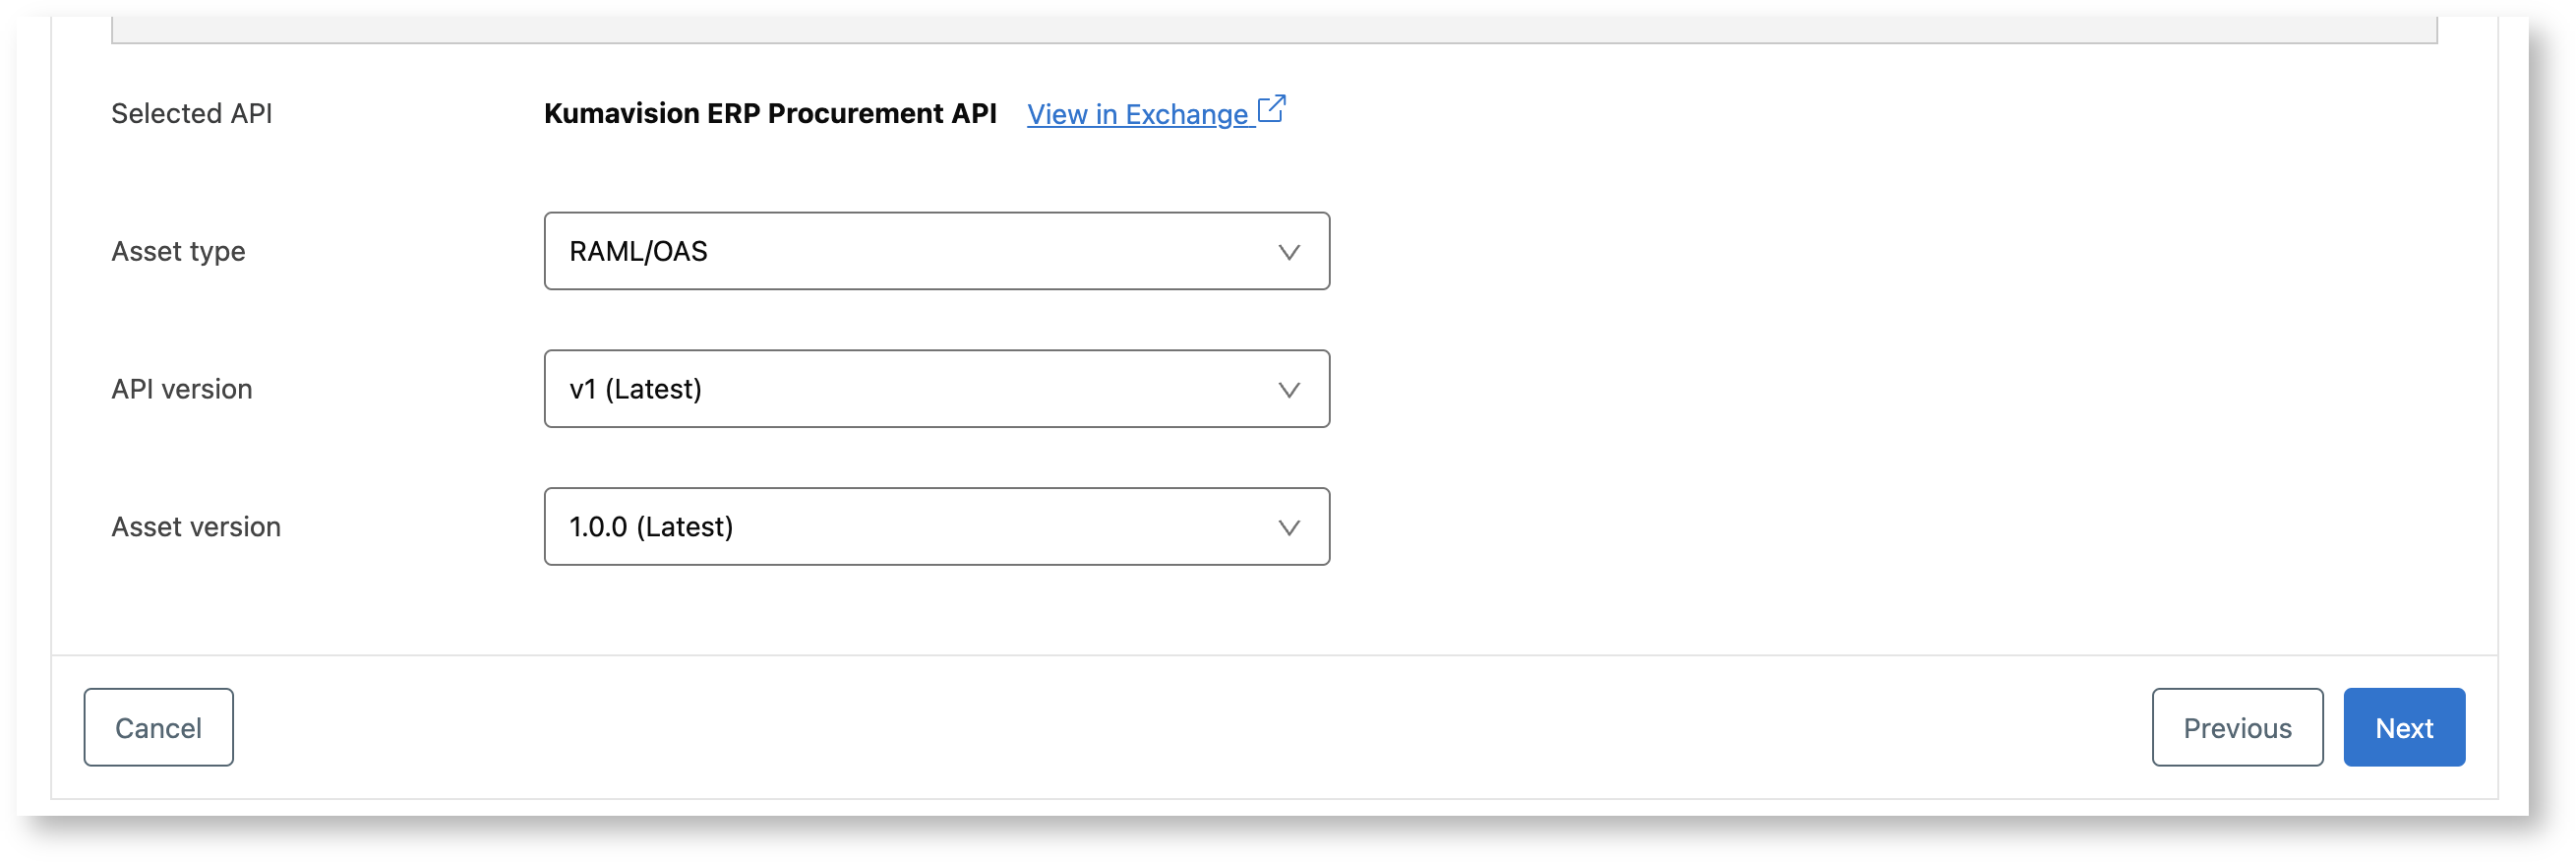 Selected API Kumavision ERP Procurement API View in Exchange
Asset type RAML/OAS
API version v1 (Latest)
Asset version 1.0.0 (Latest)
Cancel Previous Next